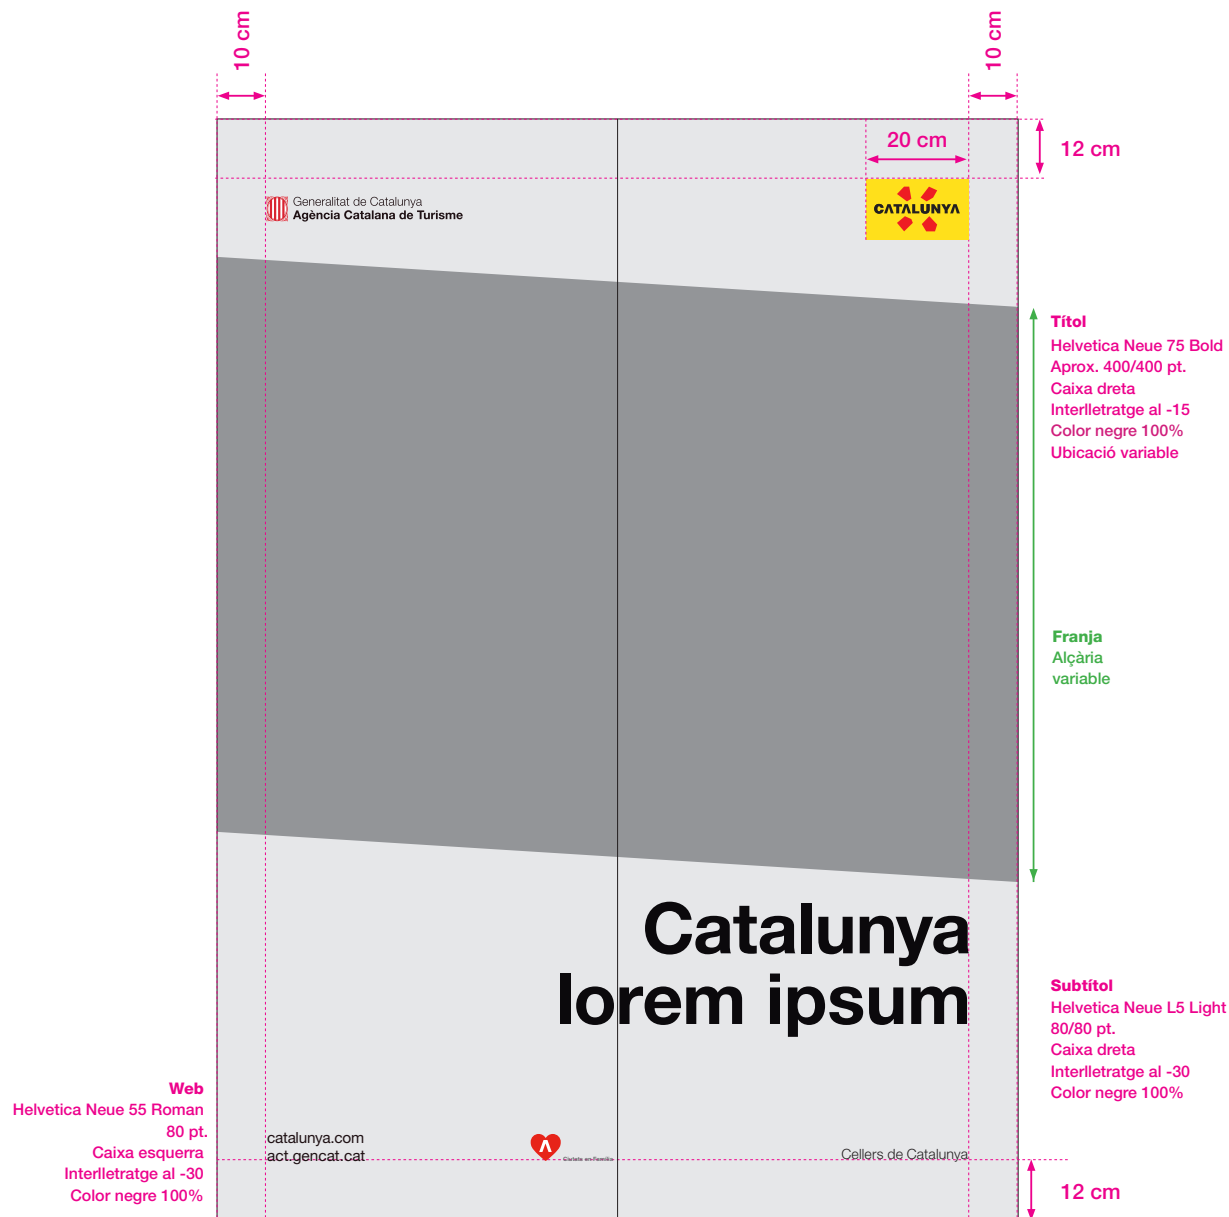 10 cm
10 cm
20 cm
12 cm
Generalitat de Catalunya
Agència Catalana de Turisme
CATALUNYA
Títol
Helvetica Neue 75 Bold
Aprox. 400/400 pt.
Caixa dreta
Interlletratge al -15
Color negre 100%
Ubicació variable
Franja
Alçària
variable
Catalunya
lorem ipsum
Subtítol
Helvetica Neue L5 Light
80/80 pt.
Caixa dreta
Interlletratge al -30
Color negre 100%
Web
Helvetica Neue 55 Roman
80 pt.
Caixa esquerra
Interlletratge al -30
Color negre 100%
catalunya.com
act.gencat.cat
Ciutats en Família
Cellers de Catalunya
12 cm